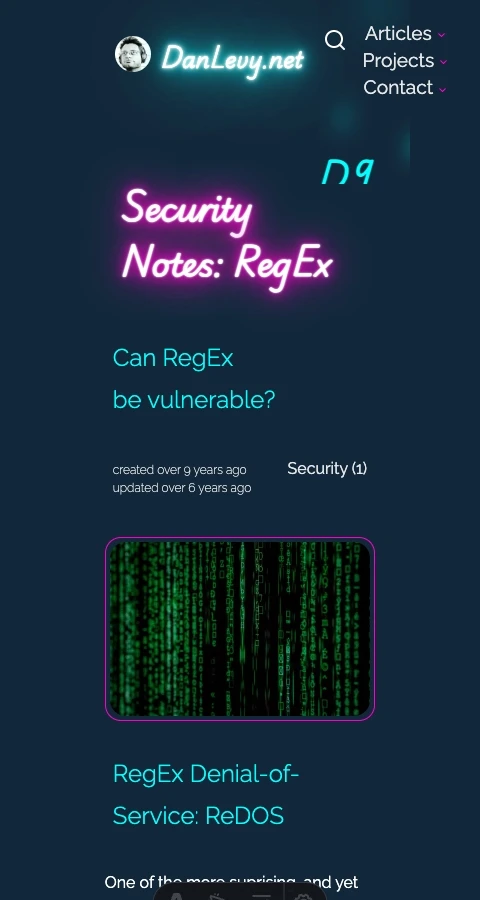 DanLevy.net
Articles
Projects
Contact
Security
Notes: RegEx
Can RegEx
be vulnerable?
created over 9 years ago
updated over 6 years ago
Security (1)
RegEx Denial-of-
Service: ReDOS
One of the more suprising, and yet